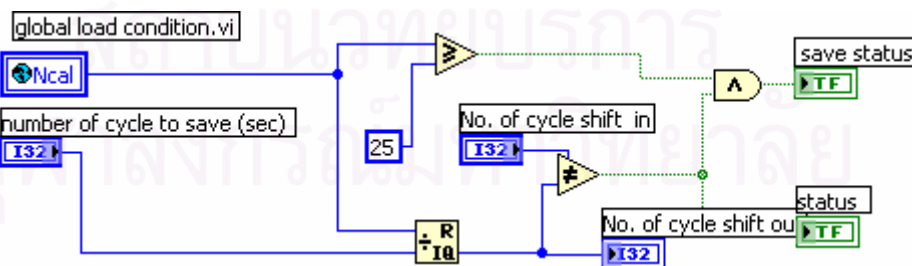 global load condition.vi
Ncal
number of cycle to save (sec)
I32
25
No. of cycle shift in
I32
save status
TF
status
TF
No. of cycle shift ou
I32
R
IQ